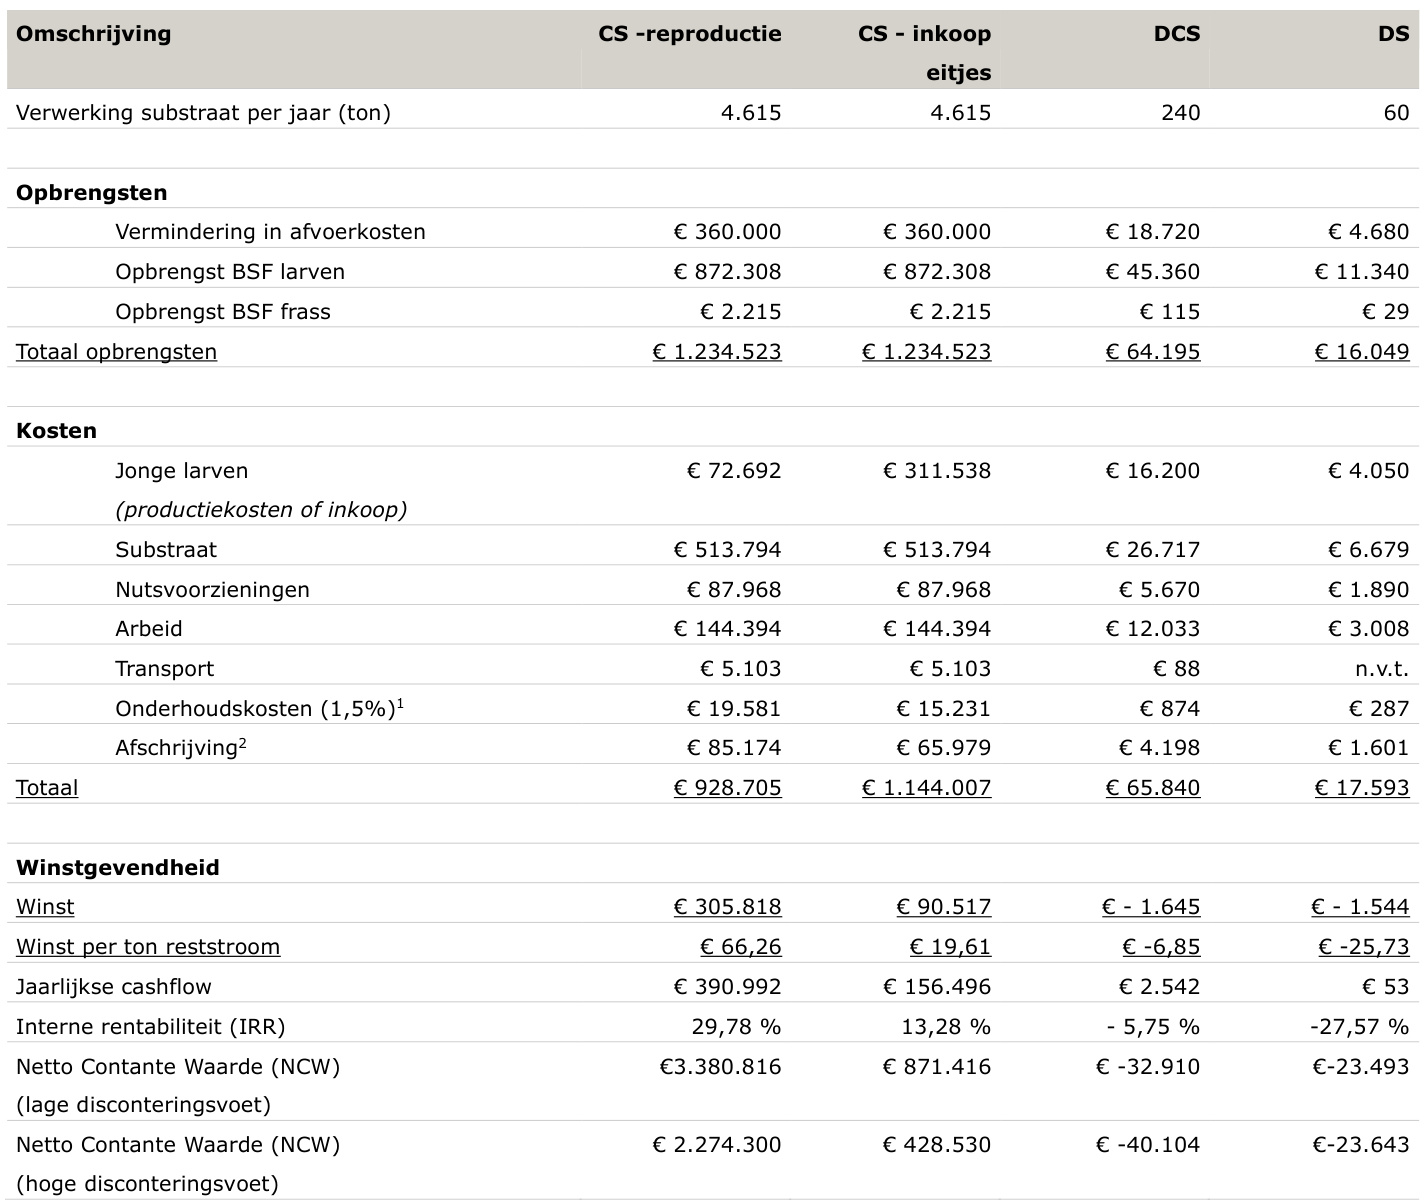 Omschrijving CS -reproductie CS - inkoop DCS DS
eitjes
Verwerking substraat per jaar (ton) 4.615 4.615 240 60
Opbrengsten
Vermindering in afvoerkosten € 360.000 € 360.000 € 18.720 € 4.680
Opbrengst BSF larven € 872.308 € 872.308 € 45.360 € 11.340
Opbrengst BSF frass € 2.215 € 2.215 € 115 € 29
Totaal opbrengsten € 1.234.523 € 1.234.523 € 64.195 € 16.049
Kosten
Jonge larven € 72.692 € 311.538 € 16.200 € 4.050
(productiekosten of inkoop)
Substraat € 513.794 € 513.794 € 26.717 € 6.679
Nutsvoorzieningen € 87.968 € 87.968 € 5.670 € 1.890
Arbeid € 144.394 € 144.394 € 12.033 € 3.008
Transport € 5.103 € 5.103 € 88 n.v.t.
Onderhoudskosten (1,5%)¹ € 19.581 € 15.231 € 874 € 287
Afschrijving² € 85.174 € 65.979 € 4.198 € 1.601
Totaal € 928.705 € 1.144.007 € 65.840 € 17.593
Winstgevendheid
Winst € 305.818 € 90.517 € - 1.645 € - 1.544
Winst per ton reststroom € 66,26 € 19,61 € -6,85 € -25,73
Jaarlijkse cashflow € 390.992 € 156.496 € 2.542 € 53
Interne rentabiliteit (IRR) 29,78 % 13,28 % - 5,75 % -27,57 %
Netto Contante Waarde (NCW) €3.380.816 € 871.416 € -32.910 €-23.493
(lage disconteringsvoet)
Netto Contante Waarde (NCW) € 2.274.300 € 428.530 € -40.104 €-23.643
(hoge disconteringsvoet)